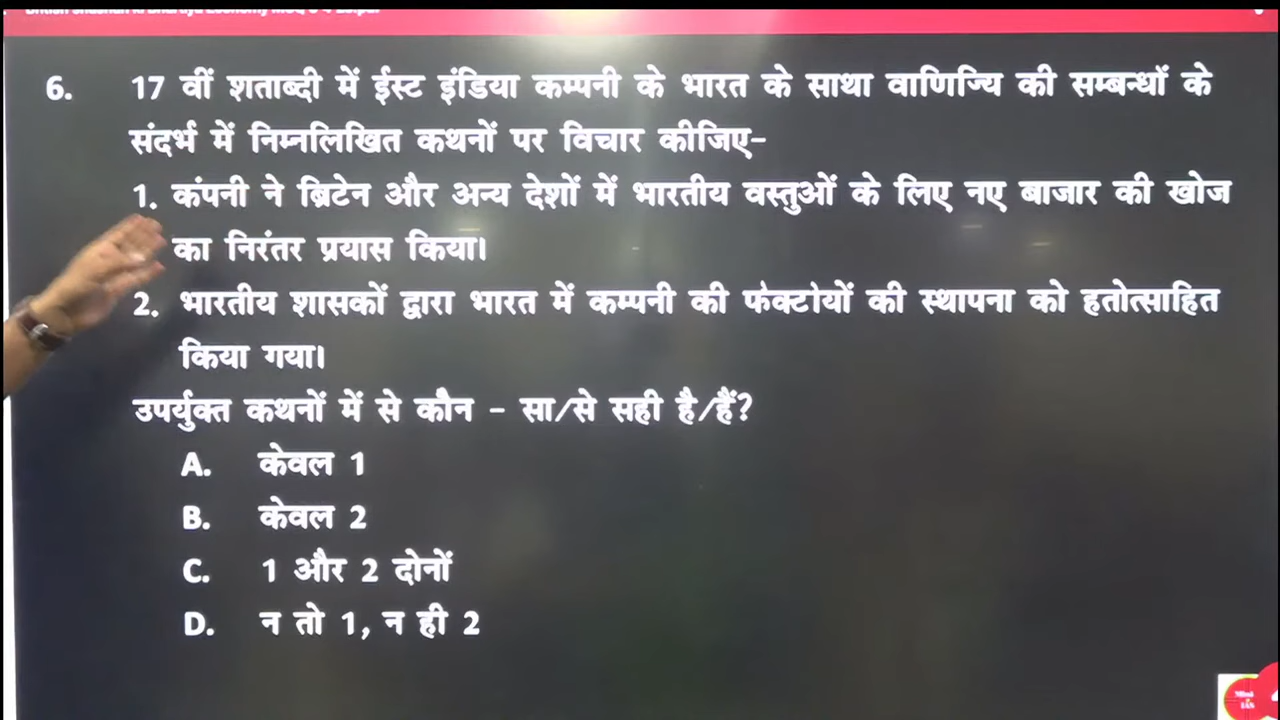 6. 17 वीं शताब्दी में ईस्ट इंडिया कम्पनी के भारत के साथा वाणिज्यि की सम्बन्धों के
संदर्भ में निम्नलिखित कथनों पर विचार कीजिए-
1. कंपनी ने ब्रिटेन और अन्य देशों में भारतीय वस्तुओं के लिए नए बाजार की खोज
का निरंतर प्रयास किया।
2. भारतीय शासकों द्वारा भारत में कम्पनी की फंक्टोयों की स्थापना को हतोत्साहित
किया गया।
उपर्युक्त कथनों में से कौन - सा/से सही है/हैं?
A. केवल 1
B. केवल 2
C. 1 और 2 दोनों
D. न तो 1, न ही 2